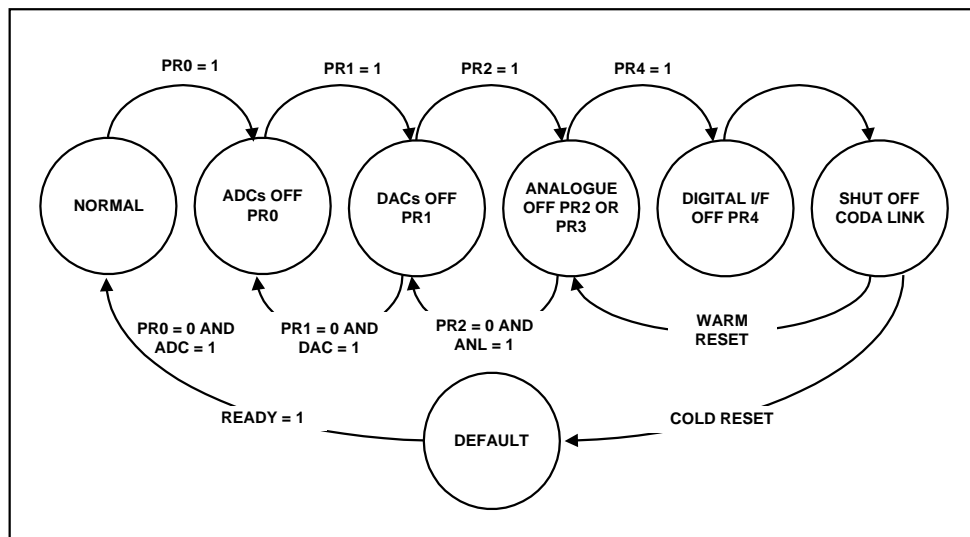 PR0 = 1
PR1 = 1
PR2 = 1
PR4 = 1
NORMAL
ADCs OFF
PR0
DACs OFF
PR1
ANALOGUE
OFF PR2 OR
PR3
DIGITAL I/F
OFF PR4
SHUT OFF
CODA LINK
PR0 = 0 AND
ADC = 1
PR1 = 0 AND
DAC = 1
PR2 = 0 AND
ANL = 1
WARM
RESET
READY = 1
DEFAULT
COLD RESET